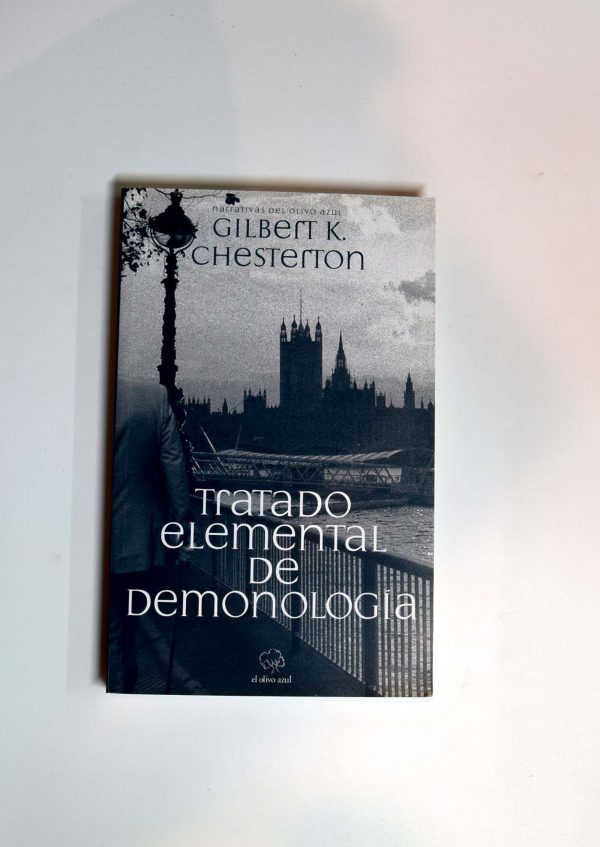 narrativas DEL OLIVO AZUL
GILBERT K.
CHESTERTON
TRATADO
ELEMENTAL
DE
DEMONOLOGÍA
el olivo azul